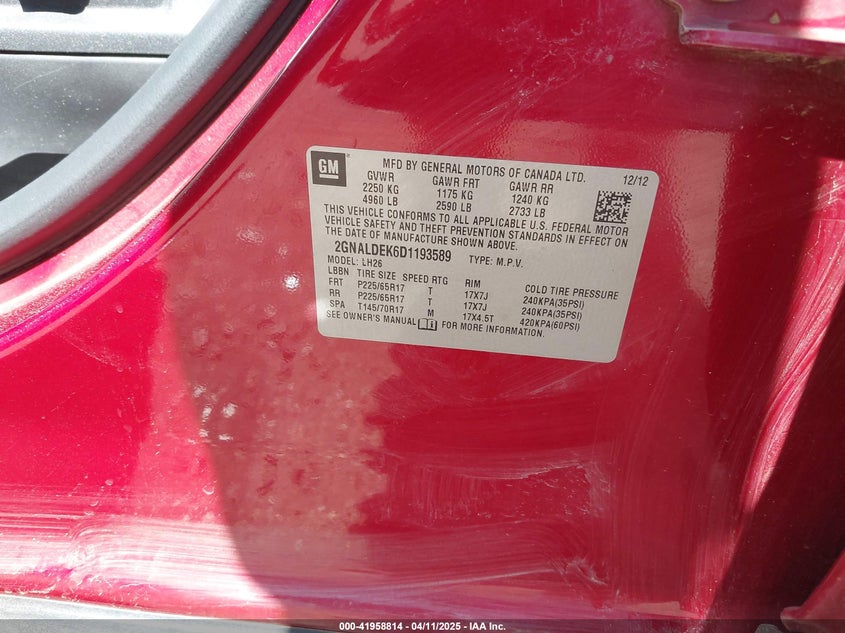 GM
MFD BY GENERAL MOTORS OF CANADA LTD. 12/12
GVWR GAWR FRT GAWR RR
2250 KG 1175 KG 1240 KG
4960 LB 2590 LB 2733 LB
THIS VEHICLE CONFORMS TO ALL APPLICABLE U.S. FEDERAL MOTOR
VEHICLE SAFETY AND THEFT PREVENTION STANDARDS IN EFFECT ON
THE DATE OF MANUFACTURE SHOWN ABOVE.
2GNALDEK6D1193589 TYPE: M.P.V.
MODEL: LH26
LBBN TIRE SIZE SPEED RTG RIM COLD TIRE PRESSURE
FRT P225/65R17 T 17X7J 240KPA(35PSI)
RR P225/65R17 T 17X7J 240KPA(35PSI)
SPA T145/70R17 M 17X4.5T 420KPA(60PSI)
SEE OWNER'S MANUAL FOR MORE INFORMATION.
000-41958814 - 04/11/2025 - IAA Inc.